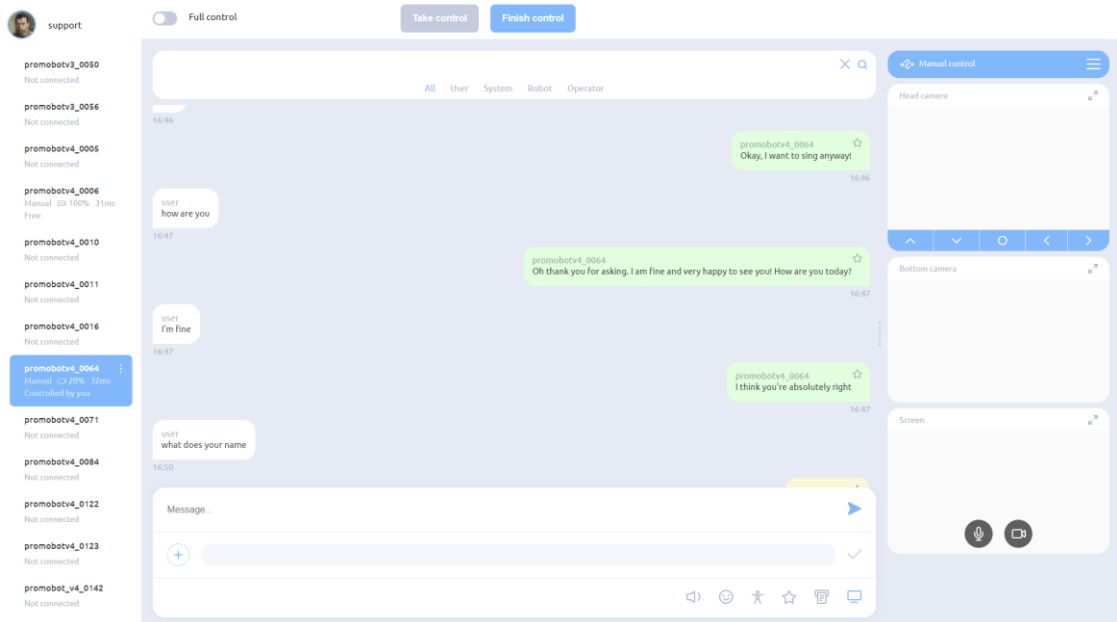 support
Full control
Take control
Finish control
promobotv3_0050
Not connected
promobotv3_0056
Not connected
promobotv4_0005
Not connected
promobotv4_0006
Manual 100% 31ms
Free
promobotv4_0010
Not connected
promobotv4_0011
Not connected
promobotv4_0016
Not connected
promobotv4_0064
Manual 20% 32ms
Controlled by you
promobotv4_0071
Not connected
promobotv4_0084
Not connected
promobotv4_0122
Not connected
promobotv4_0123
Not connected
promobot_v4_0142
Not connected
All User System Robot Operator
16:46
promobotv4_0064
Okay, I want to sing anyway!
16:46
user
how are you
16:47
promobotv4_0064
Oh thank you for asking. I am fine and very happy to see you! How are you today?
16:47
user
I'm fine
16:47
promobotv4_0064
I think you're absolutely right
16:47
user
what does your name
16:50
Message...
Manual control
Head camera
Bottom camera
Screen